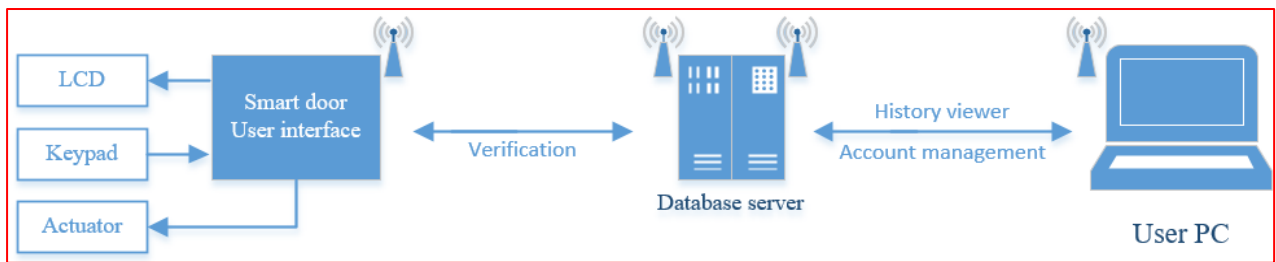 LCD
Keypad
Actuator
Smart door
User interface
Verification
Database server
History viewer
Account management
User PC